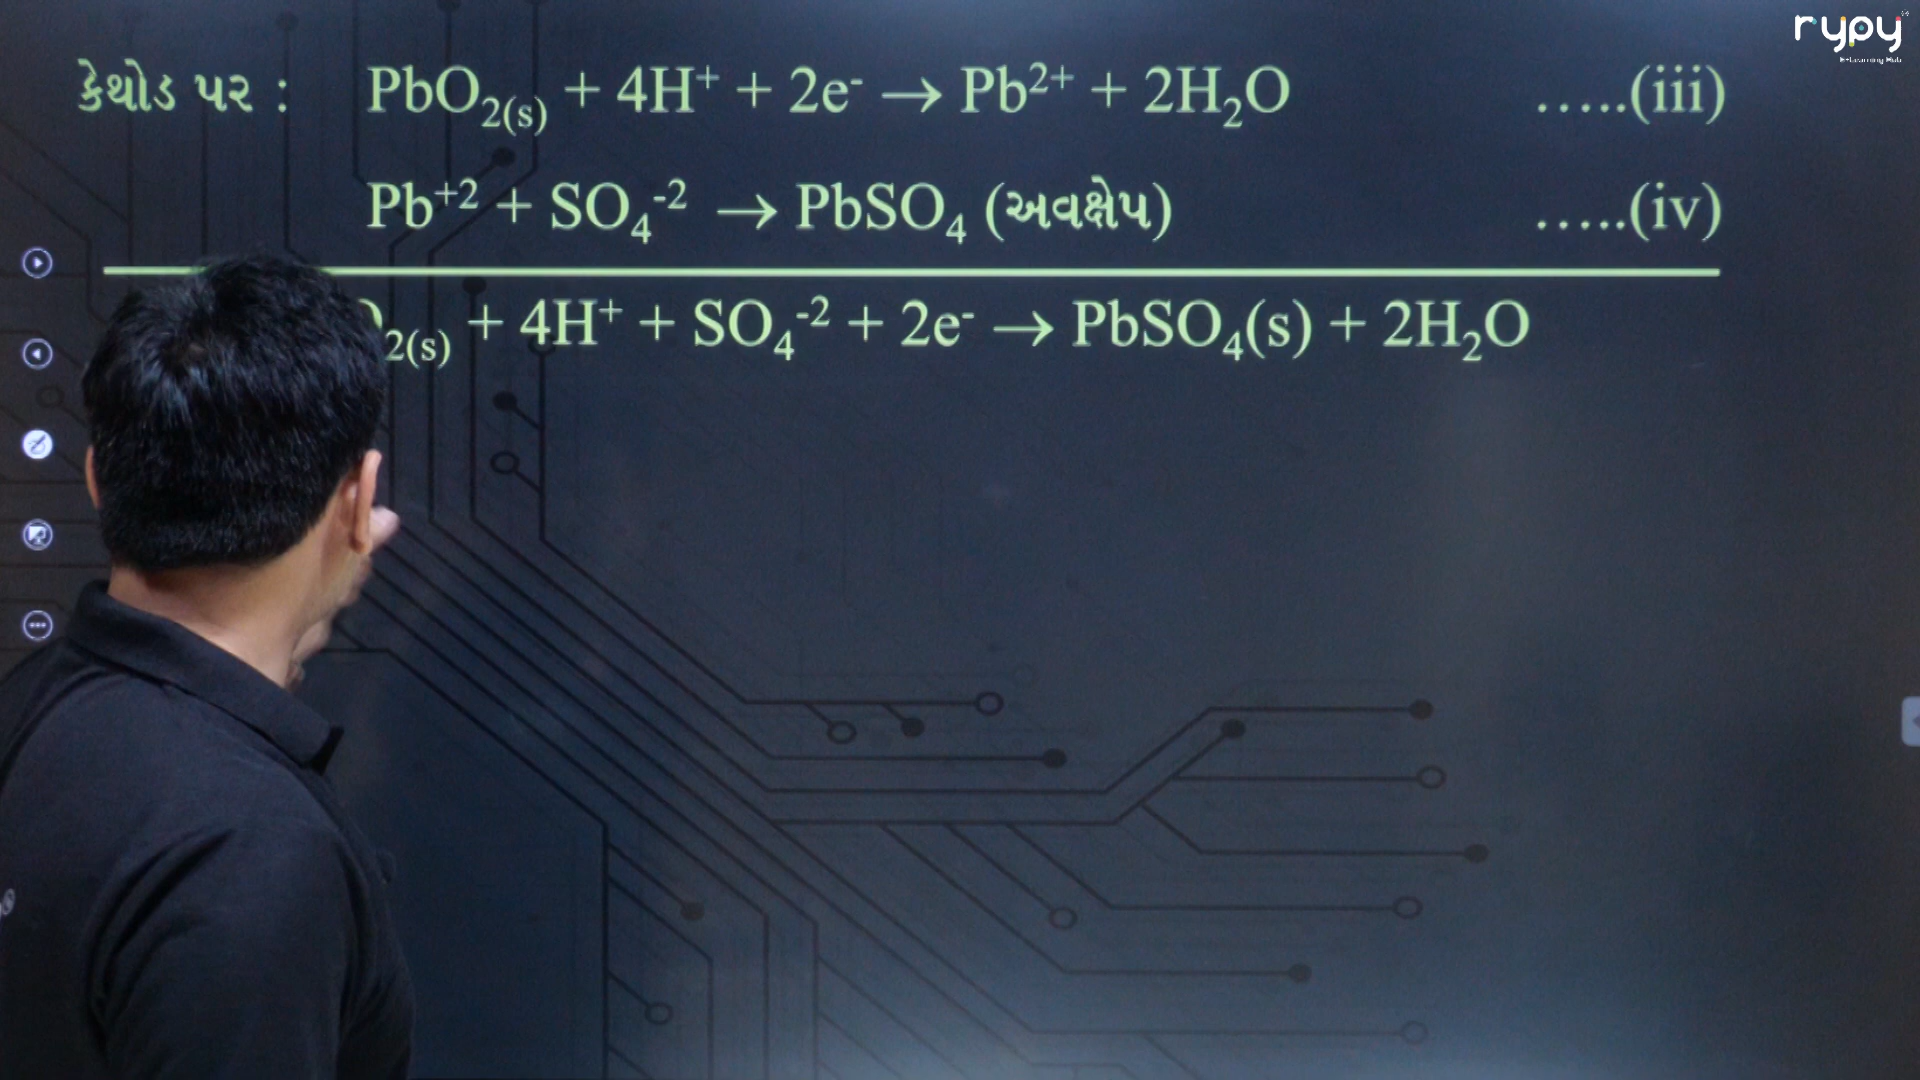 rypy
કેથોડ પર : PbO₂₍ₛ₎ + 4H⁺ + 2e⁻ → Pb²⁺ + 2H₂O .....(iii)
Pb⁺² + SO₄⁻² → PbSO₄ (અવક્ષેપ) .....(iv)
₂₍ₛ₎ + 4H⁺ + SO₄⁻² + 2e⁻ → PbSO₄(s) + 2H₂O